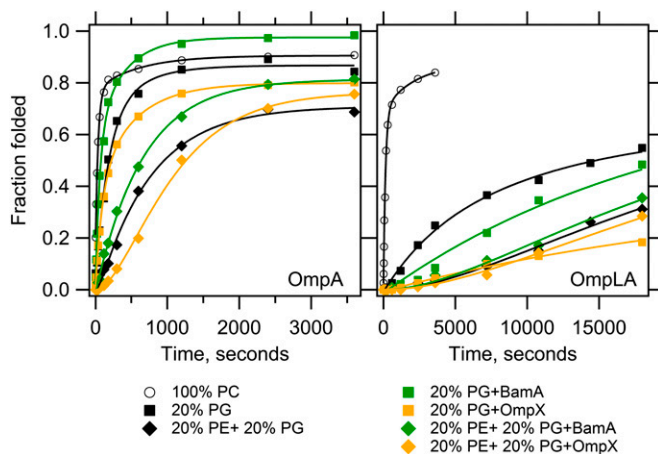 1.0
0.8
0.6
0.4
0.2
0.0
Fraction folded
OmpA
OmpLA
0 1000 2000 3000
0 5000 10000 15000
Time, seconds
Time, seconds
100% PC
20% PG
20% PE+ 20% PG
20% PG+BamA
20% PG+OmpX
20% PE+ 20% PG+BamA
20% PE+ 20% PG+OmpX